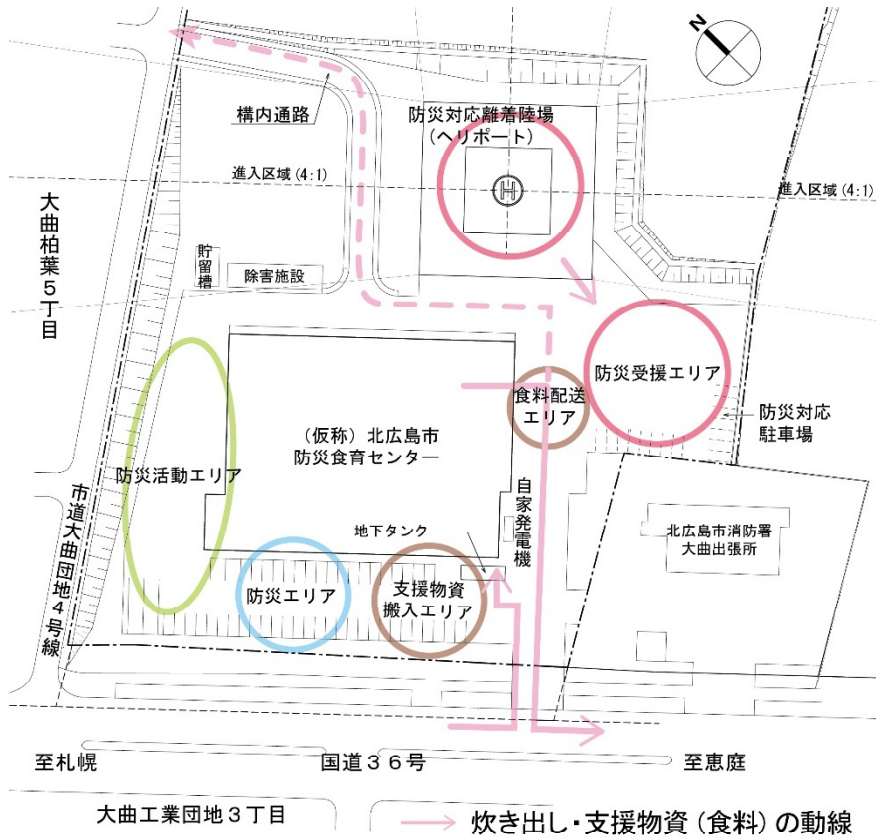 N
構内通路
防災対応離着陸場
(ヘリポート)
進入区域(4:1)
進入区域(4:1)
H
大曲柏葉5丁目
貯留槽
除害施設
防災受援エリア
食料配送
エリア
防災対応
駐車場
(仮称)北広島市
防災食育センター
防災活動エリア
自家発電機
地下タンク
北広島市消防署
大曲出張所
市道大曲団地4号線
防災エリア
支援物資
搬入エリア
至札幌
国道36号
至恵庭
大曲工業団地3丁目
炊き出し・支援物資(食料)の動線